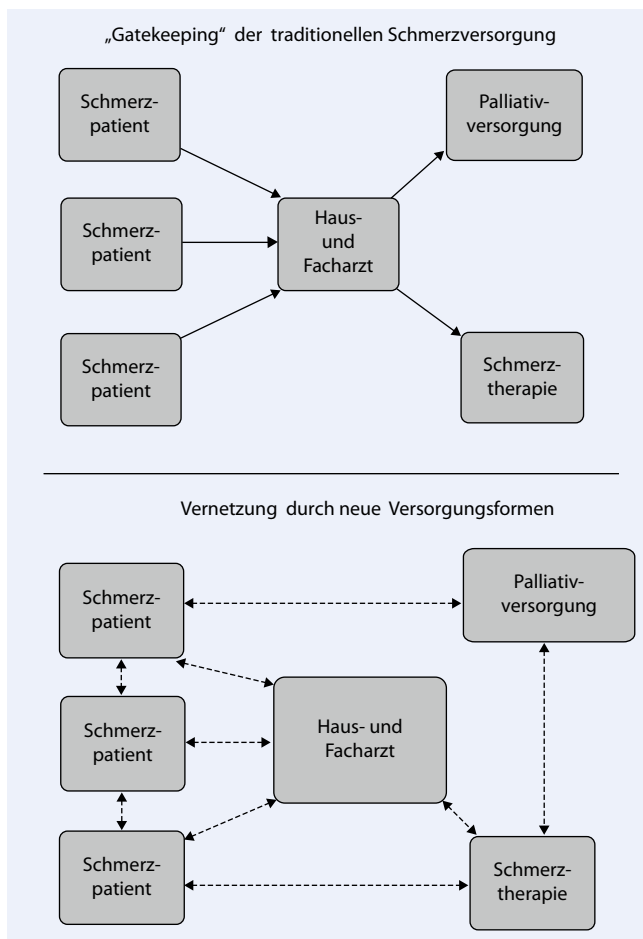 „Gatekeeping“ der traditionellen Schmerzversorgung
Schmerz-
patient
Palliativ-
versorgung
Schmerz-
patient
Haus-
und
Facharzt
Schmerz-
patient
Schmerz-
therapie
Vernetzung durch neue Versorgungsformen
Schmerz-
patient
Palliativ-
versorgung
Schmerz-
patient
Haus- und
Facharzt
Schmerz-
patient
Schmerz-
therapie